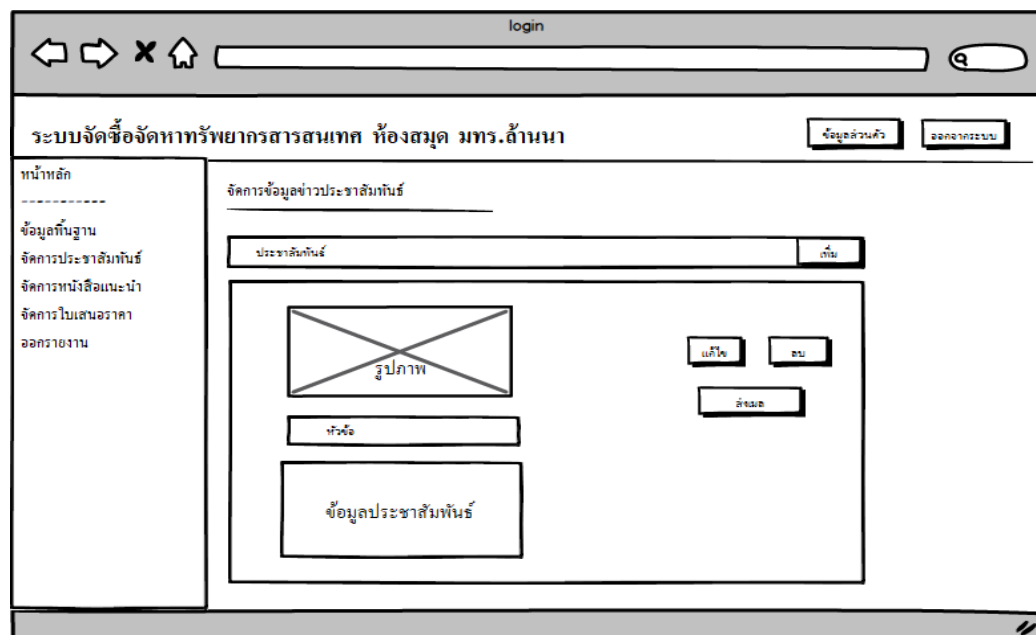 login
ระบบจัดซื้อจัดหาทรัพยากรสารสนเทศ ห้องสมุด มทร.ล้านนา
ข้อมูลส่วนตัว
ออกจากระบบ
หน้าหลัก
-----------
ข้อมูลพื้นฐาน
จัดการประชาสัมพันธ์
จัดการหนังสือแนะนำ
จัดการใบเสนอราคา
ออกรายงาน
จัดการข้อมูลข่าวประชาสัมพันธ์
ประชาสัมพันธ์
เพิ่ม
รูปภาพ
แก้ไข
ลบ
ส่งเมล
หัวข้อ
ข้อมูลประชาสัมพันธ์